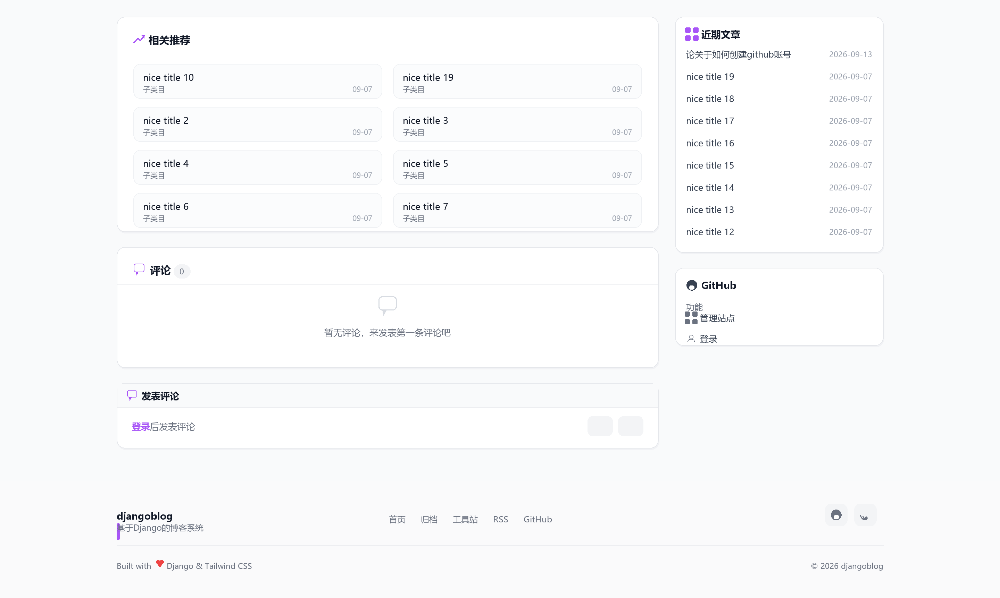 相关推荐
nice title 10
子类目 09-07
nice title 19
子类目 09-07
nice title 2
子类目 09-07
nice title 3
子类目 09-07
nice title 4
子类目 09-07
nice title 5
子类目 09-07
nice title 6
子类目 09-07
nice title 7
子类目 09-07
评论 0
暂无评论，来发表第一条评论吧
发表评论
登录后发表评论
近期文章
论关于如何创建github账号 2026-09-13
nice title 19 2026-09-07
nice title 18 2026-09-07
nice title 17 2026-09-07
nice title 16 2026-09-07
nice title 15 2026-09-07
nice title 14 2026-09-07
nice title 13 2026-09-07
nice title 12 2026-09-07
GitHub
功能
管理站点
登录
djangoblog
基于Django的博客系统
首页 归档 工具站 RSS GitHub
Built with Django & Tailwind CSS
© 2026 djangoblog